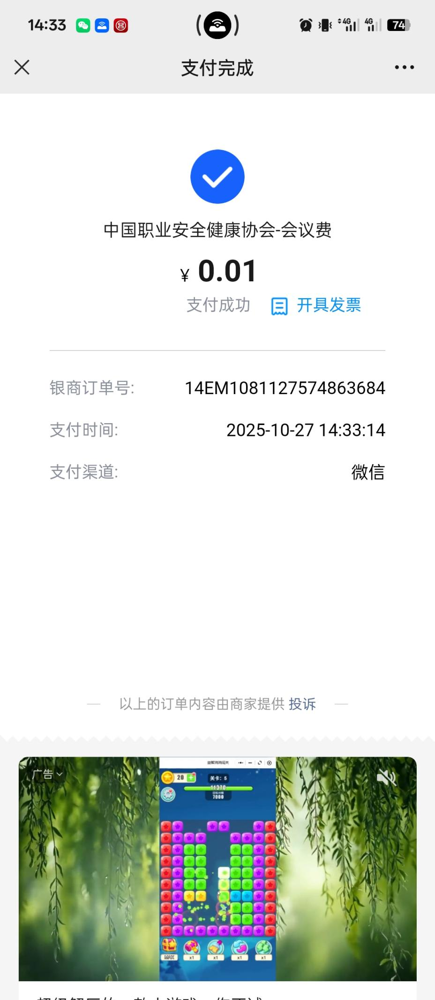 14:33
4G 4G 74
支付完成
中国职业安全健康协会-会议费
¥ 0.01
支付成功 开具发票
银商订单号: 14EM1081127574863684
支付时间: 2025-10-27 14:33:14
支付渠道: 微信
以上的订单内容由商家提供 投诉
广告
益智消消闯关
20 关卡: 5
11370
目标分数
7000
MAX x1 x1 x1 x1